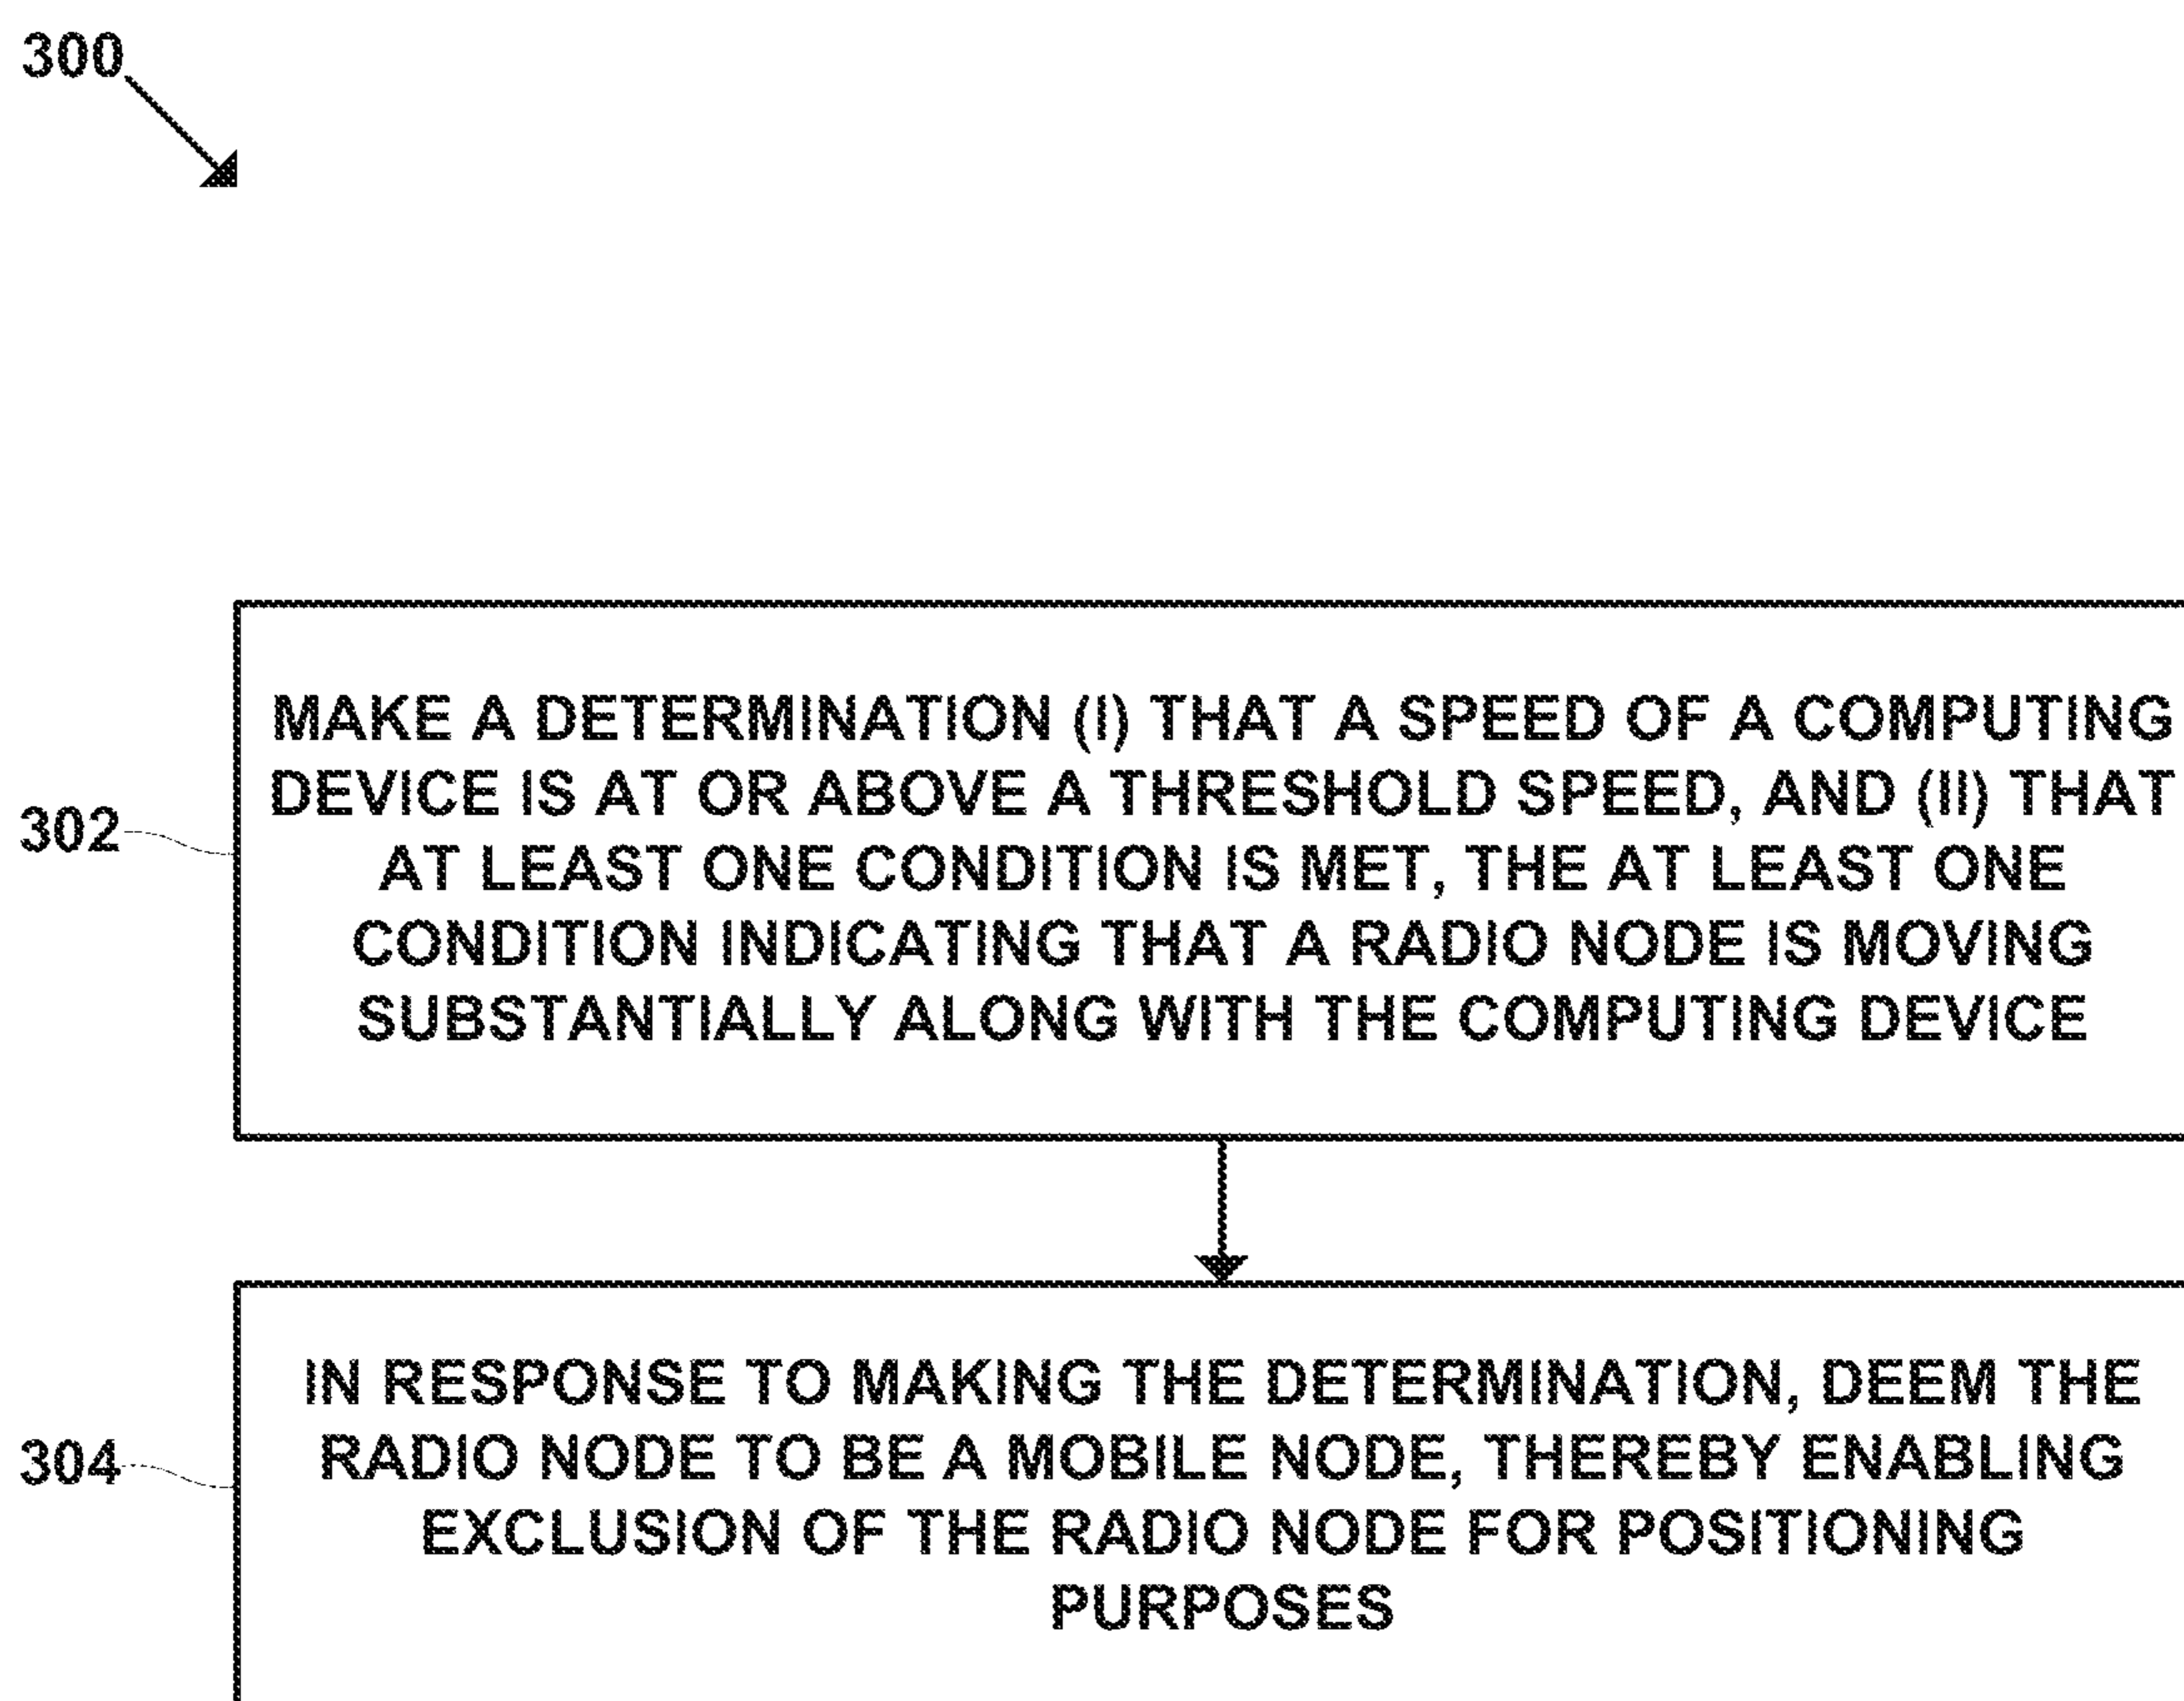 300
MAKE A DETERMINATION (I) THAT A SPEED OF A COMPUTING
DEVICE IS AT OR ABOVE A THRESHOLD SPEED, AND (II) THAT
AT LEAST ONE CONDITION IS MET, THE AT LEAST ONE
CONDITION INDICATING THAT A RADIO NODE IS MOVING
SUBSTANTIALLY ALONG WITH THE COMPUTING DEVICE
302
IN RESPONSE TO MAKING THE DETERMINATION, DEEM THE
RADIO NODE TO BE A MOBILE NODE, THEREBY ENABLING
EXCLUSION OF THE RADIO NODE FOR POSITIONING
PURPOSES
304